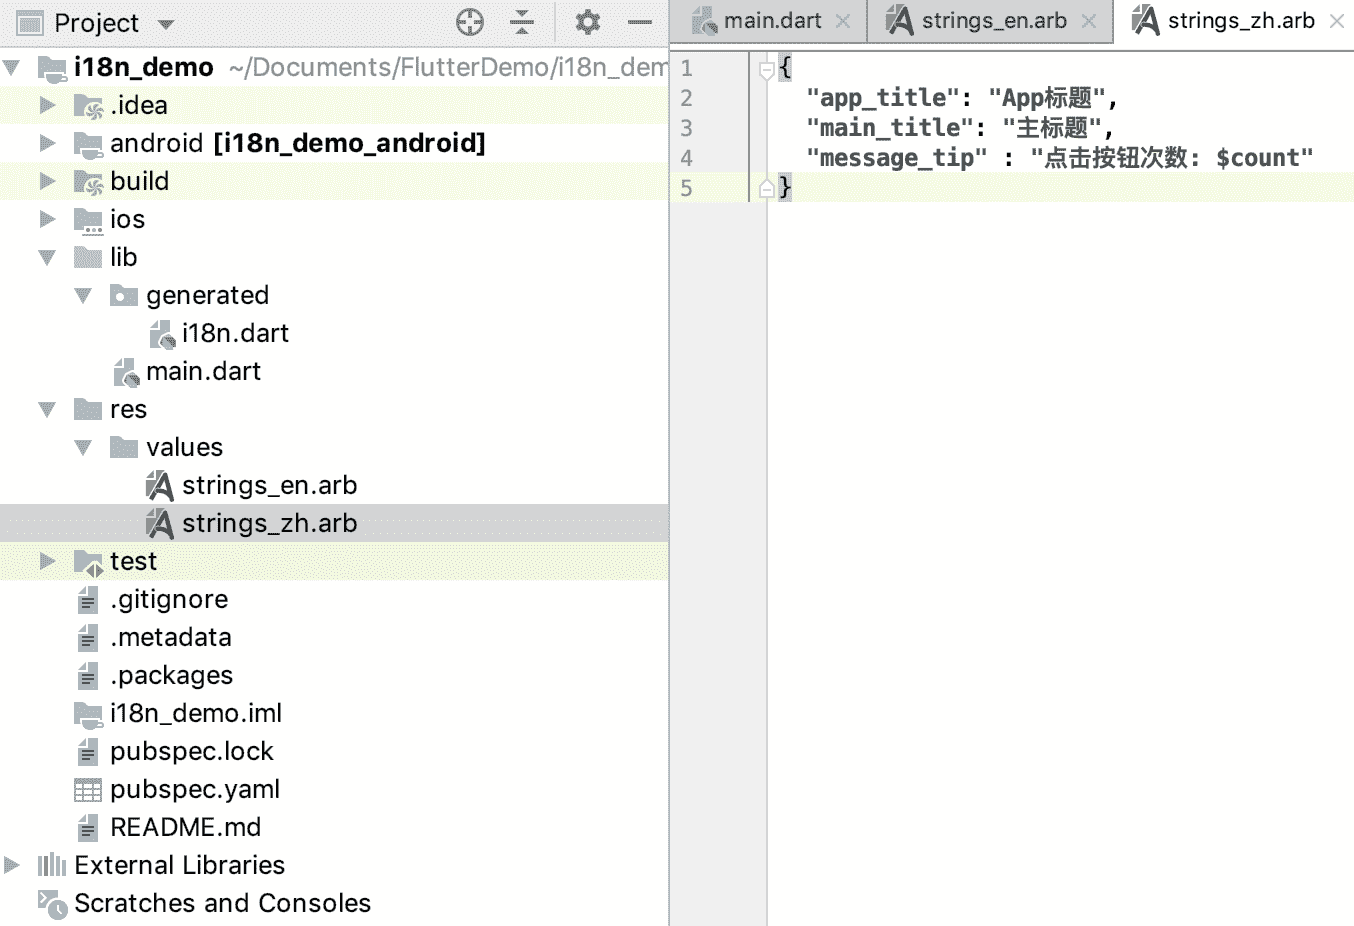 Project
i18n_demo ~/Documents/FlutterDemo/i18n_dem
.idea
android [i18n_demo_android]
build
ios
lib
generated
i18n.dart
main.dart
res
values
strings_en.arb
strings_zh.arb
test
.gitignore
.metadata
.packages
i18n_demo.iml
pubspec.lock
pubspec.yaml
README.md
External Libraries
Scratches and Consoles
main.dart strings_en.arb strings_zh.arb
1 {
2 "app_title": "App标题",
3 "main_title": "主标题",
4 "message_tip" : "点击按钮次数: $count"
5 }